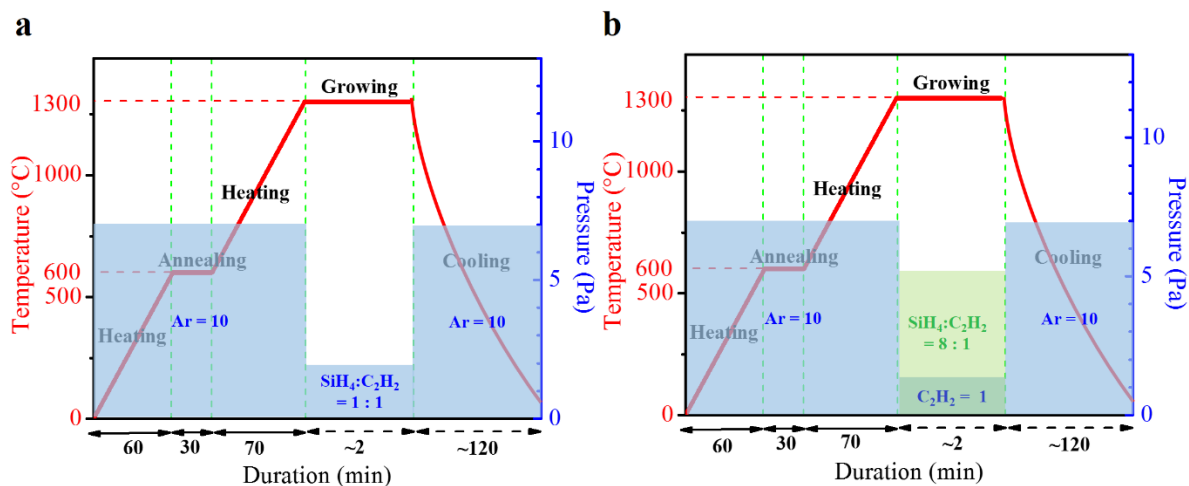 a
Temperature (°C)
1300
1000
600
500
0
Growing
Heating
Annealing
Cooling
Heating
Ar = 10
Ar = 10
SiH₄:C₂H₂
= 1 : 1
10
5
0
Pressure (Pa)
60
30
70
~2
~120
Duration (min)
b
Temperature (°C)
1300
1000
600
500
0
Growing
Heating
Annealing
Cooling
Heating
Ar = 10
Ar = 10
SiH₄:C₂H₂
= 8 : 1
C₂H₂ = 1
10
5
0
Pressure (Pa)
60
30
70
~2
~120
Duration (min)